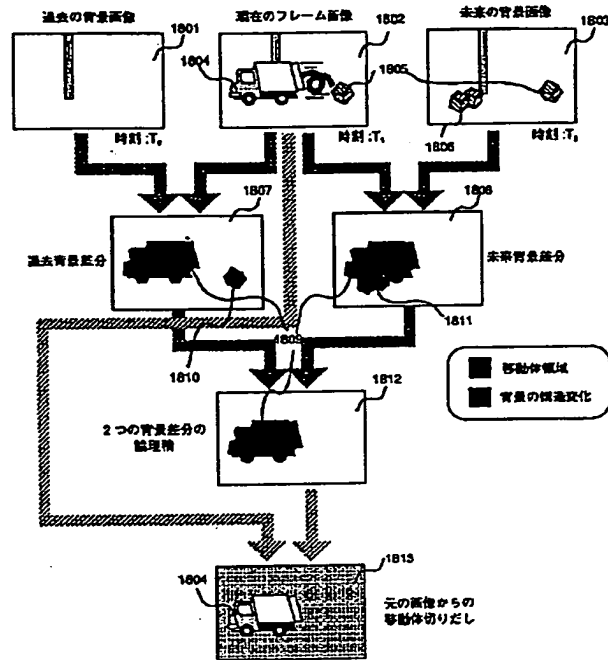 過去の背景画像
現在のフレーム画像
未来の背景画像
1801
1802
1803
1804
1805
1806
時刻:T₀
時刻:T₁
時刻:T₂
1807
1808
過去背景差分
未来背景差分
1810
1809
1811
1812
2つの背景差分の
論理積
移動体領域
背景の構造変化
1813
1804
元の画像からの
移動体切りだし